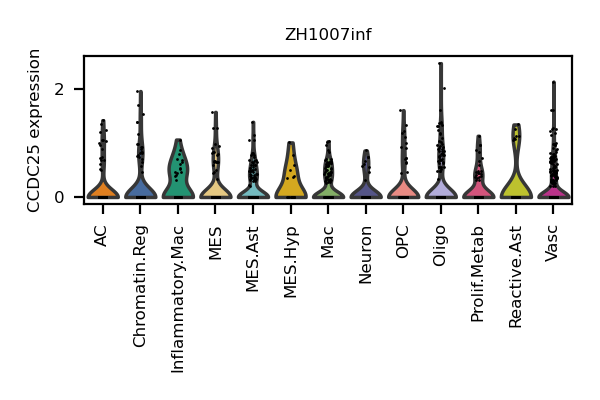 ZH1007inf
CCDC25 expression
2
0
AC
Chromatin.Reg
Inflammatory.Mac
MES
MES.Ast
MES.Hyp
Mac
Neuron
OPC
Oligo
Prolif.Metab
Reactive.Ast
Vasc